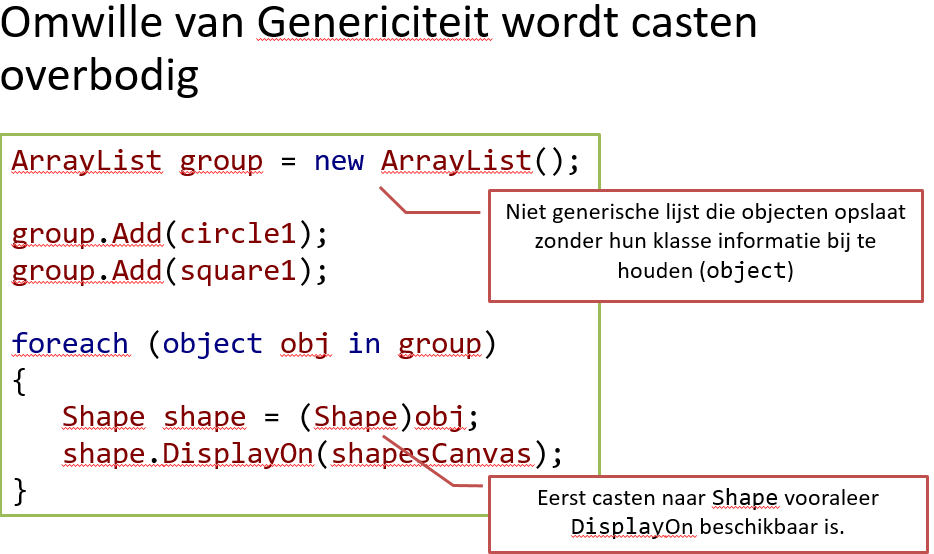 Omwille van Genericiteit wordt casten
overbodig
ArrayList group = new ArrayList();
Niet generische lijst die objecten opslaat
zonder hun klasse informatie bij te
houden (object)
group.Add(circle1);
group.Add(square1);
foreach (object obj in group)
{
Shape shape = (Shape)obj;
shape.DisplayOn(shapesCanvas);
}
Eerst casten naar Shape vooraleer
DisplayOn beschikbaar is.